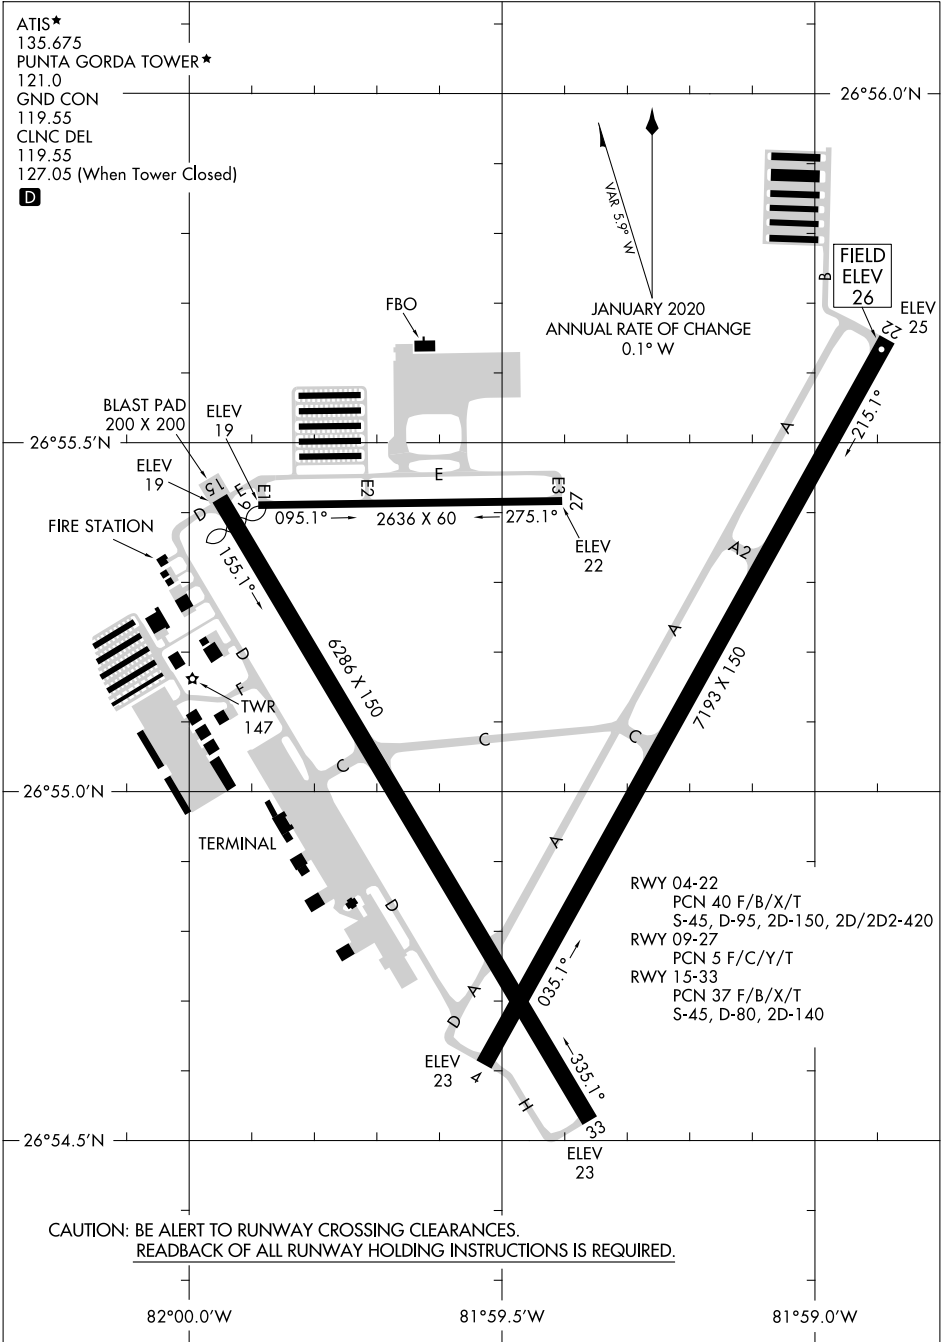 ATIS★
135.675
PUNTA GORDA TOWER★
121.0
GND CON
119.55
CLNC DEL
119.55
127.05 (When Tower Closed)
D
26°56.0'N
VAR 5.9° W
JANUARY 2020
ANNUAL RATE OF CHANGE
0.1° W
B
FIELD
ELEV
26
ELEV
25
22
FBO
215.1°
A
BLAST PAD
200 X 200
ELEV
19
26°55.5'N
ELEV
19
15
E
9
E1
E2
E
E3
27
D
095.1°
2636 X 60
275.1°
ELEV
22
FIRE STATION
155.1°
A2
6286 X 150
A
7193 X 150
D
F
TWR
147
C
C
C
26°55.0'N
TERMINAL
A
D
RWY 04-22
PCN 40 F/B/X/T
S-45, D-95, 2D-150, 2D/2D2-420
RWY 09-27
PCN 5 F/C/Y/T
RWY 15-33
PCN 37 F/B/X/T
S-45, D-80, 2D-140
035.1°
A
D
ELEV
23
4
335.1°
H
33
ELEV
23
26°54.5'N
CAUTION: BE ALERT TO RUNWAY CROSSING CLEARANCES.
READBACK OF ALL RUNWAY HOLDING INSTRUCTIONS IS REQUIRED.
82°00.0'W
81°59.5'W
81°59.0'W